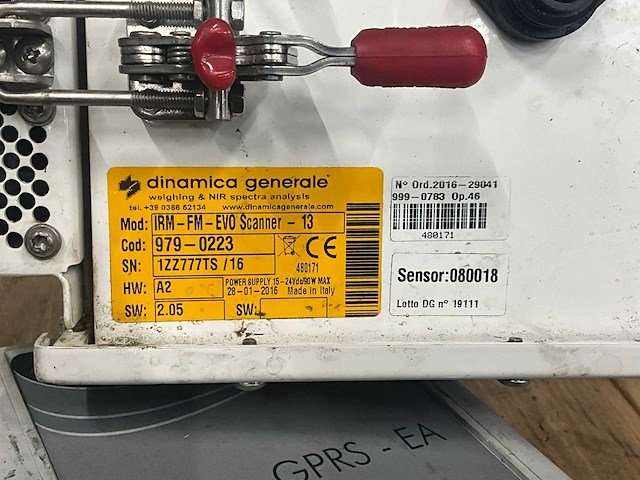 dinamica generale®
weighing & NIR spectra analysis
tel. +39 0386 52134 www.dinamicagenerale.com
Mod: IRM-FM-EVO Scanner - 13
Cod: 979-0223
SN: 1ZZ777TS /16
CE
480171
HW: A2
POWER SUPPLY 15-24Vdc/90W MAX
28-01-2016 Made in Italy
SW: 2.05 SW:
N° Ord.2016-29041
999-0783 Op.46
480171
Sensor:080018
Lotto DG n° 19111
GPRS - EA